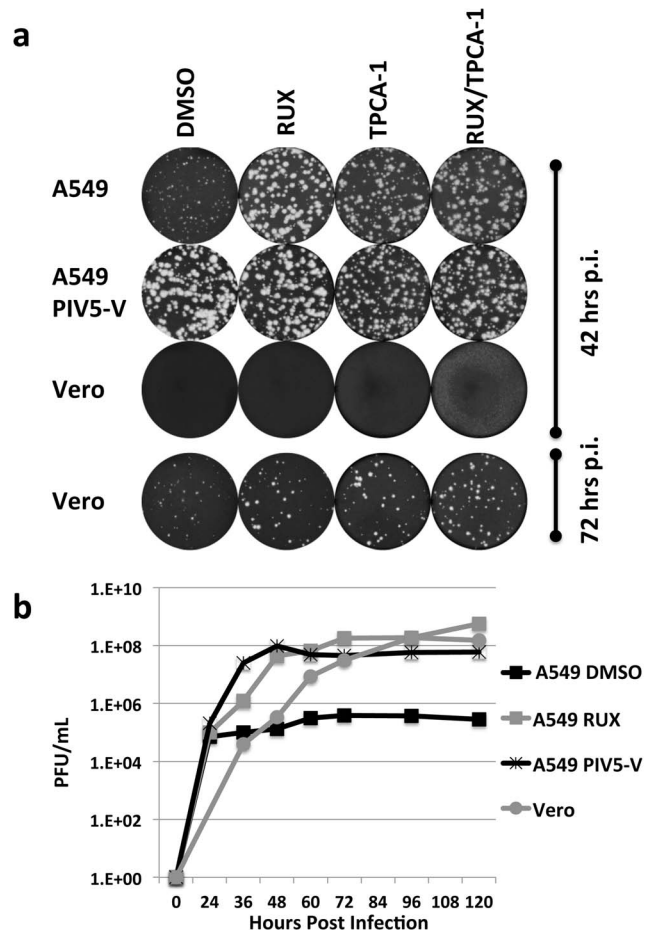 a
DMSO
RUX
TPCA-1
RUX/TPCA-1
A549
A549
PIV5-V
Vero
Vero
42 hrs p.i.
72 hrs p.i.
b
1.E+10
1.E+08
1.E+06
1.E+04
1.E+02
1.E+00
PFU/mL
0 24 36 48 60 72 84 96 108 120
Hours Post Infection
A549 DMSO
A549 RUX
A549 PIV5-V
Vero